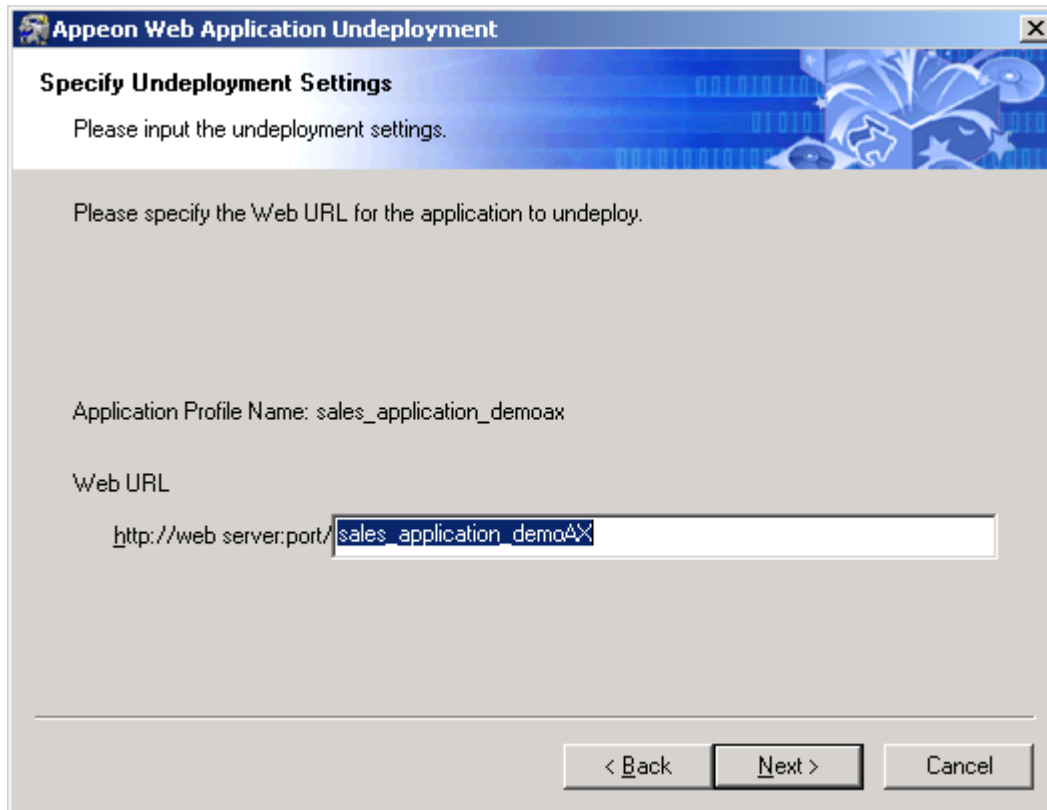 Appeon Web Application Undeployment
Specify Undeployment Settings
Please input the undeployment settings.
Please specify the Web URL for the application to undeploy.
Application Profile Name: sales_application_demoax
Web URL
http://web server:port/ sales_application_demoAX
< Back Next > Cancel